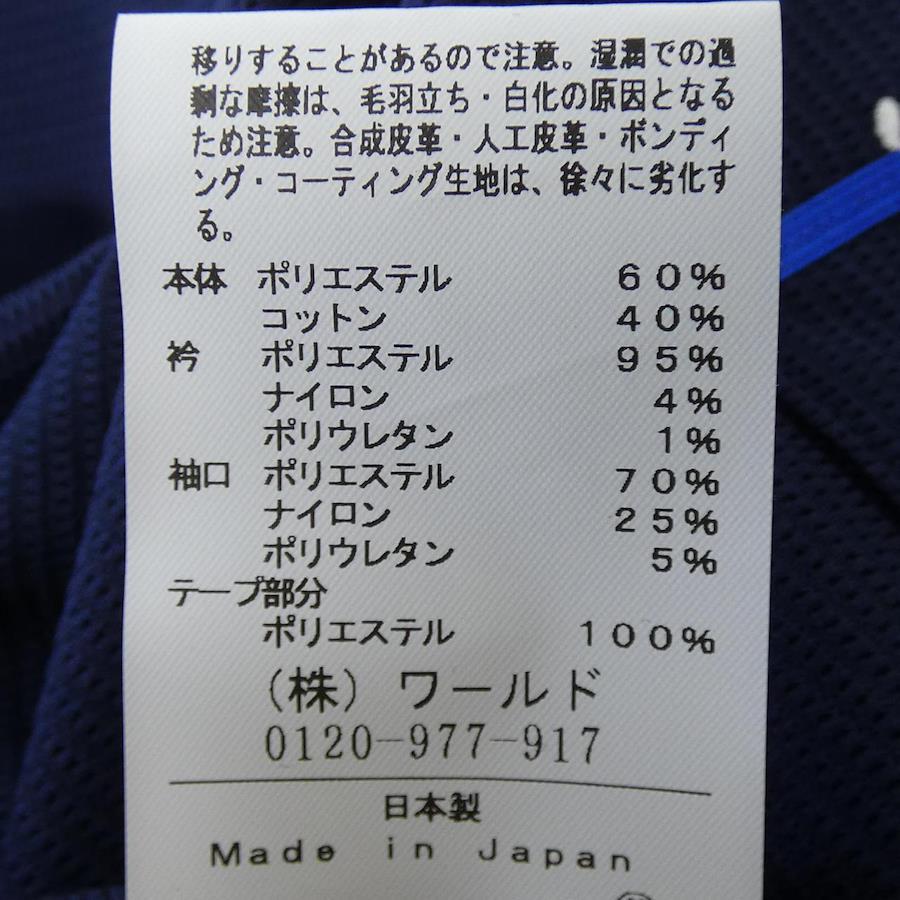 移りすることがあるので注意。湿潤での過
剰な摩擦は、毛羽立ち・白化の原因となる
ため注意。合成皮革・人工皮革・ボンディ
ング・コーティング生地は、徐々に劣化す
る。
本体 ポリエステル ６０％
コットン ４０％
衿 ポリエステル ９５％
ナイロン ４％
ポリウレタン １％
袖口 ポリエステル ７０％
ナイロン ２５％
ポリウレタン ５％
テープ部分
ポリエステル １００％
（株）ワールド
0120-977-917
日本製
Made in Japan